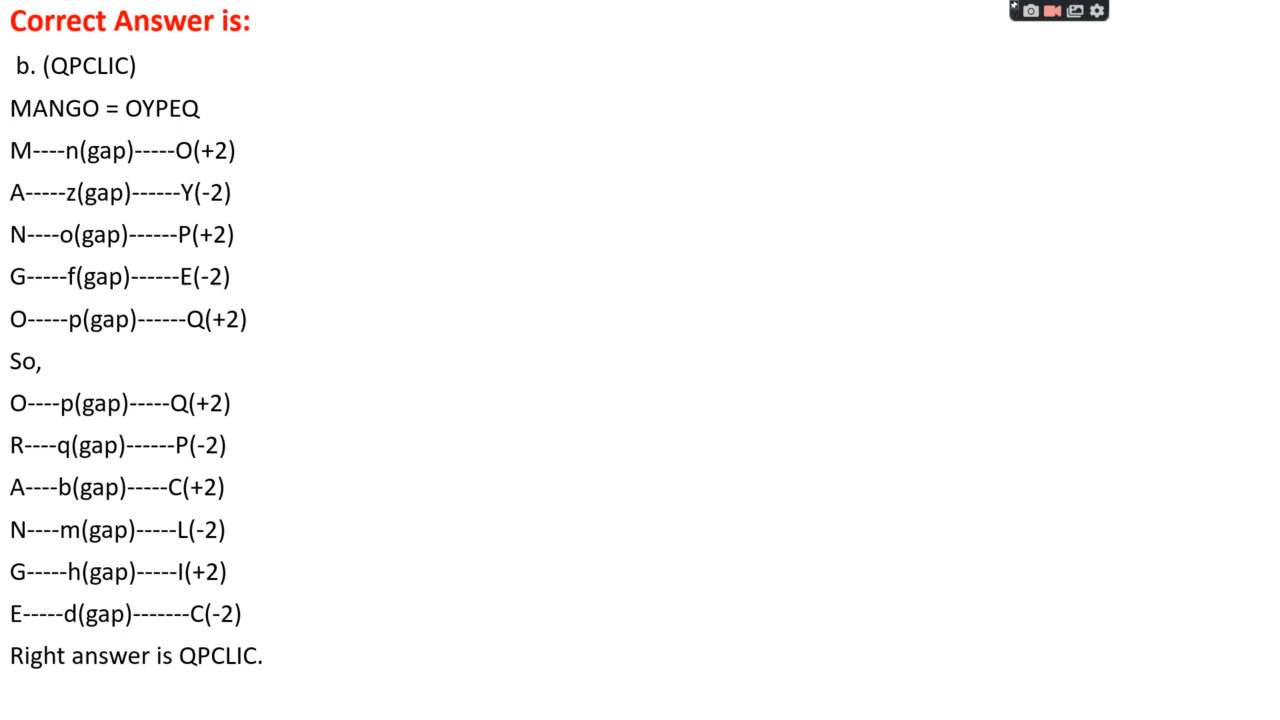 Correct Answer is:
b. (QPCLIC)
MANGO = OYPEQ
M----n(gap)-----O(+2)
A-----z(gap)------Y(-2)
N----o(gap)------P(+2)
G-----f(gap)------E(-2)
O-----p(gap)------Q(+2)
So,
O----p(gap)-----Q(+2)
R----q(gap)------P(-2)
A----b(gap)-----C(+2)
N----m(gap)-----L(-2)
G-----h(gap)-----I(+2)
E-----d(gap)-------C(-2)
Right answer is QPCLIC.